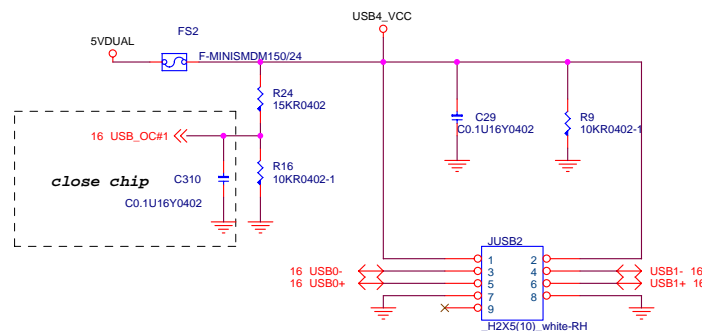 USB4_VCC
FS2
5VDUAL
F-MINISMDM150/24
R24
15KR0402
C29
C0.1U16Y0402
R9
10KR0402-1
16 USB_OC#1
R16
10KR0402-1
close chip
C310
C0.1U16Y0402
JUSB2
1 2
16 USB0- 3 4 USB1- 16
16 USB0+ 5 6 USB1+ 16
7 8
9
_H2X5(10)_white-RH